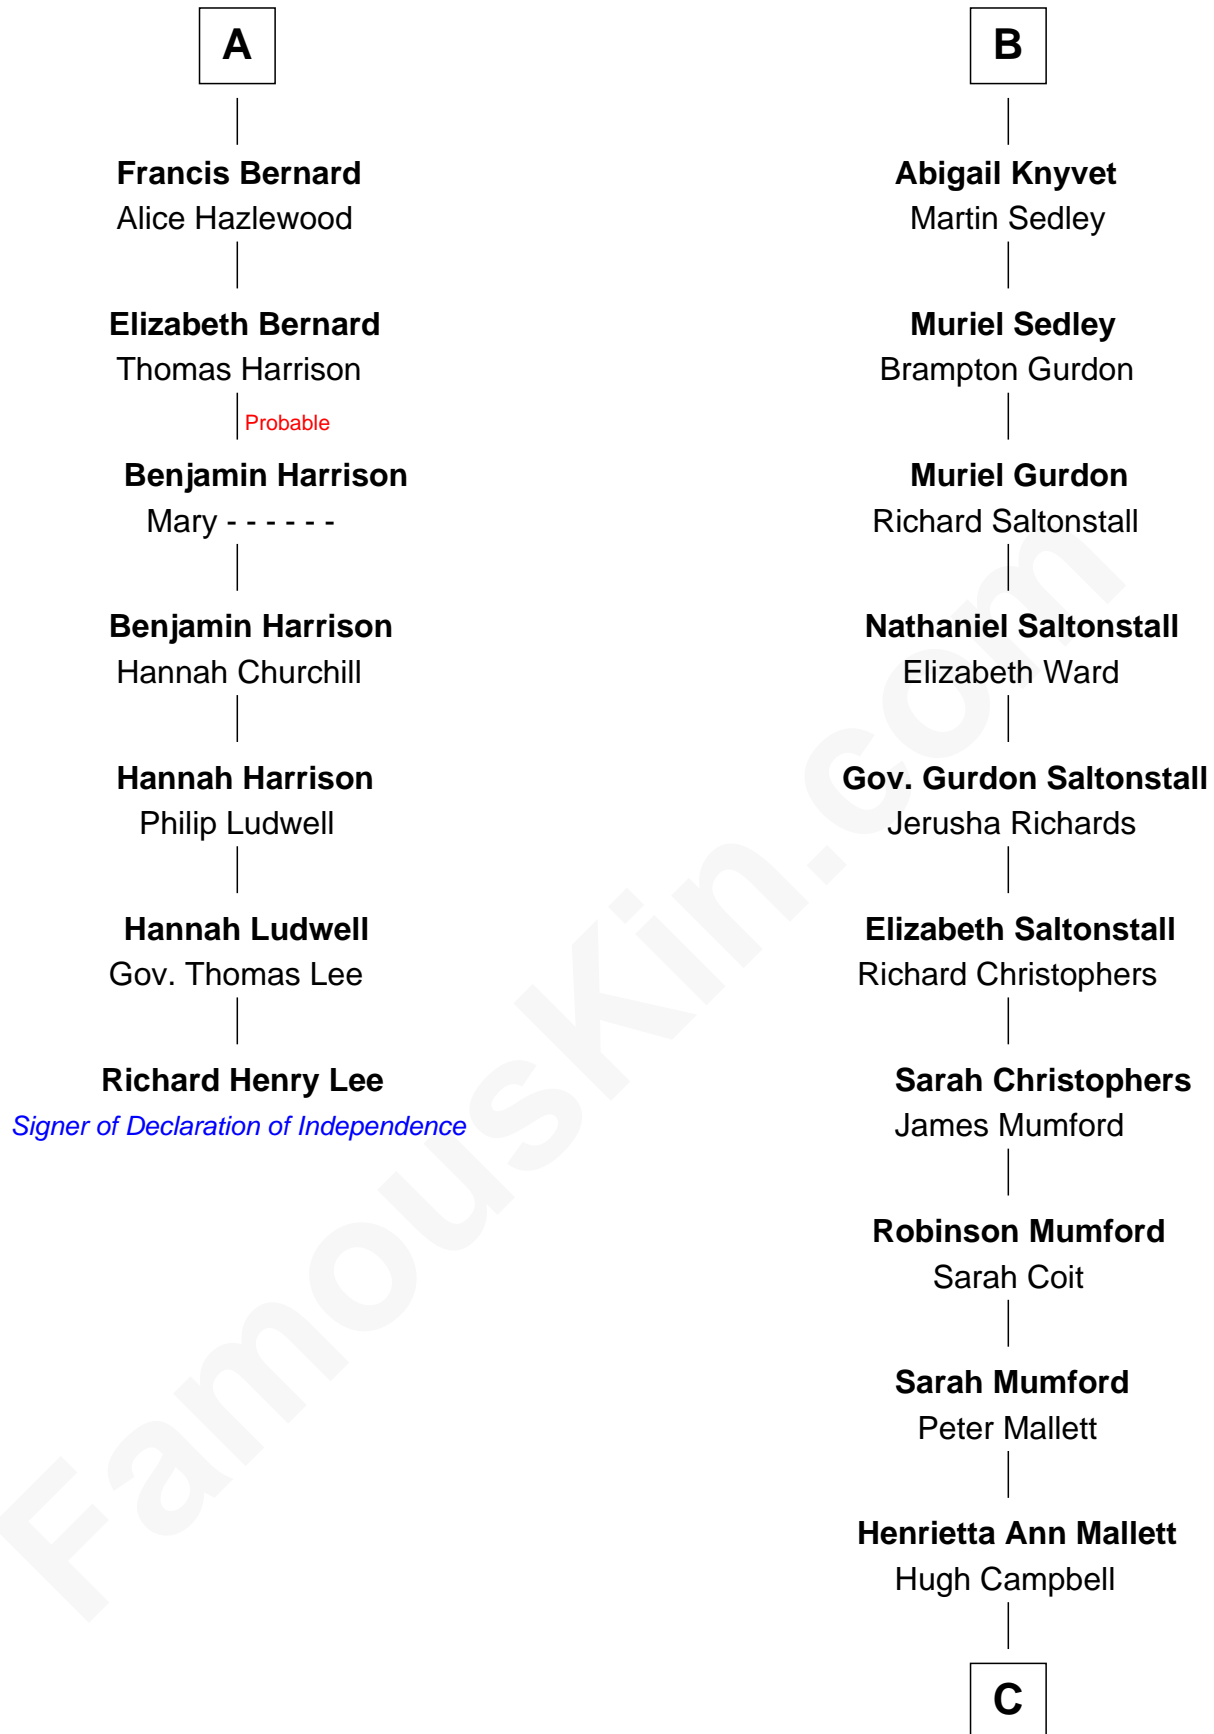 A
Francis Bernard
Alice Hazlewood
Elizabeth Bernard
Thomas Harrison
Probable
Benjamin Harrison
Mary - - - - - -
Benjamin Harrison
Hannah Churchill
Hannah Harrison
Philip Ludwell
Hannah Ludwell
Gov. Thomas Lee
Richard Henry Lee
Signer of Declaration of Independence
B
Abigail Knyvet
Martin Sedley
Muriel Sedley
Brampton Gurdon
Muriel Gurdon
Richard Saltonstall
Nathaniel Saltonstall
Elizabeth Ward
Gov. Gurdon Saltonstall
Jerusha Richards
Elizabeth Saltonstall
Richard Christophers
Sarah Christophers
James Mumford
Robinson Mumford
Sarah Coit
Sarah Mumford
Peter Mallett
Henrietta Ann Mallett
Hugh Campbell
C
FamousKin.com